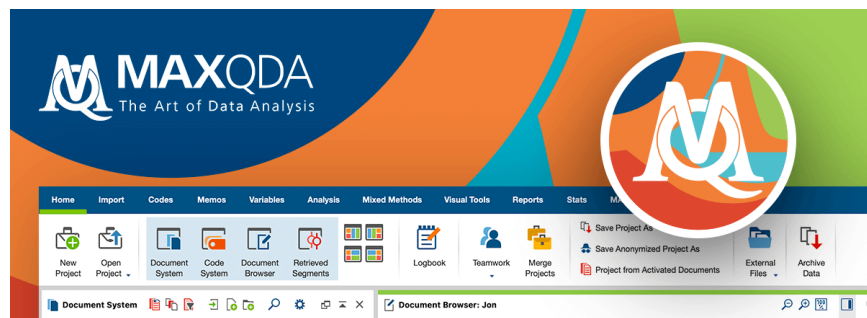 MAXQDA
The Art of Data Analysis
Home Import Codes Memos Variables Analysis Mixed Methods Visual Tools Reports Stats
New Project
Open Project
Document System
Code System
Document Browser
Retrieved Segments
Logbook
Teamwork
Merge Projects
Save Project As
Save Anonymized Project As
Project from Activated Documents
External Files
Archive Data
Document System
Document Browser: Jon